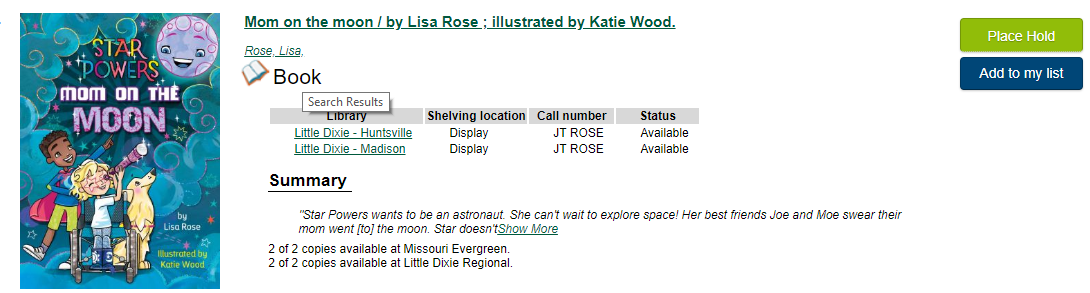 STAR
POWERS
MOM ON THE
MOON
by
Lisa Rose
Illustrated by
Katie Wood
Mom on the moon / by Lisa Rose ; illustrated by Katie Wood.
Rose, Lisa,
Book
Search Results
Library Shelving location Call number Status
Little Dixie - Huntsville Display JT ROSE Available
Little Dixie - Madison Display JT ROSE Available
Summary
"Star Powers wants to be an astronaut. She can't wait to explore space! Her best friends Joe and Moe swear their
mom went [to] the moon. Star doesn'tShow More
2 of 2 copies available at Missouri Evergreen.
2 of 2 copies available at Little Dixie Regional.
Place Hold
Add to my list